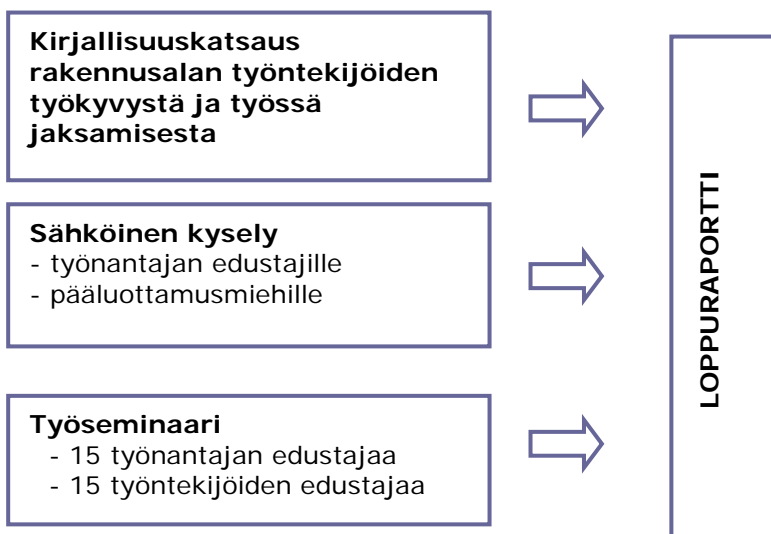 Kirjallisuuskatsaus
rakennusalan työntekijöiden
työkyvystä ja työssä
jaksamisesta
Sähköinen kysely
- työnantajan edustajille
- pääluottamusmiehille
Työseminaari
- 15 työnantajan edustajaa
- 15 työntekijöiden edustajaa
LOPPURAPORTTI